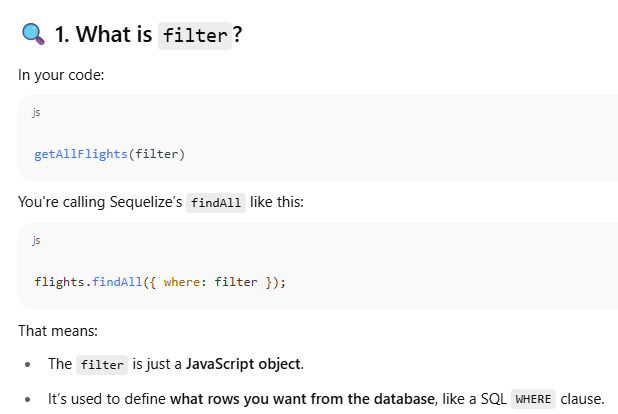 🔍 1. What is filter?
In your code:
js
getAllFlights(filter)
You're calling Sequelize’s findAll like this:
js
flights.findAll({ where: filter });
That means:
• The filter is just a JavaScript object.
• It’s used to define what rows you want from the database, like a SQL WHERE clause.